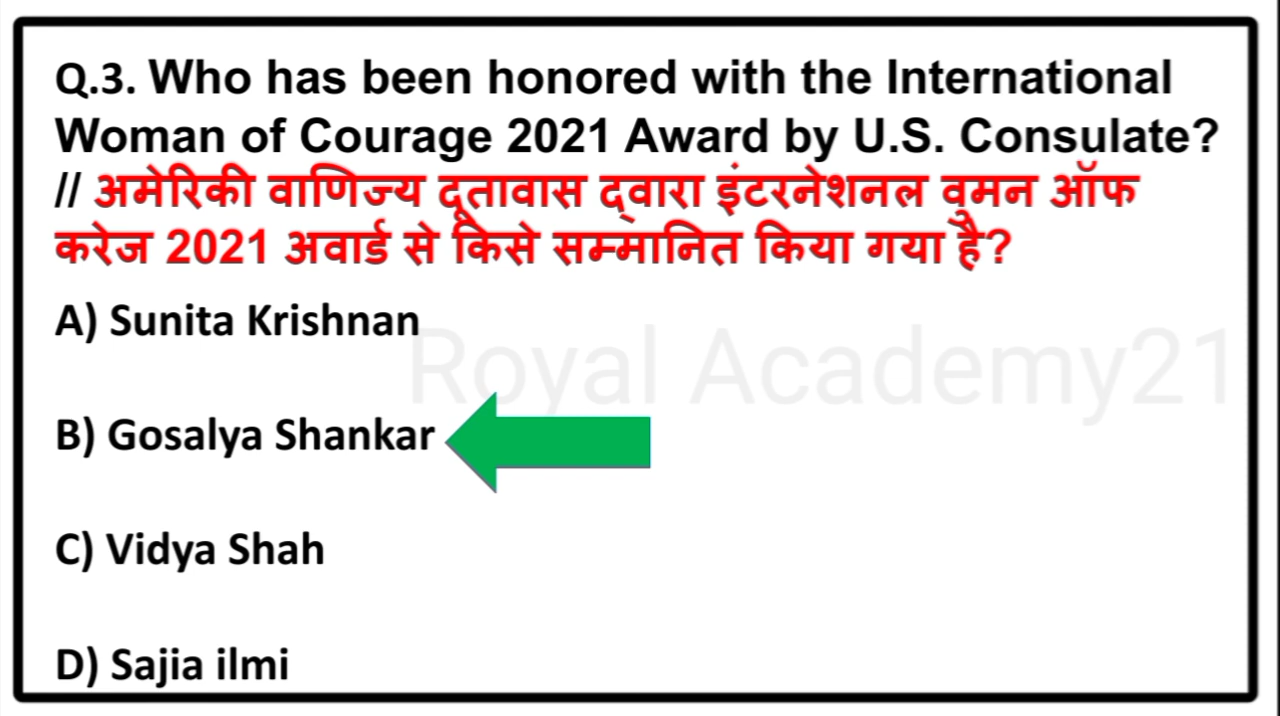 Q.3. Who has been honored with the International
Woman of Courage 2021 Award by U.S. Consulate?
// अमेरिकी वाणिज्य दूतावास द्वारा इंटरनेशनल वुमन ऑफ
करेज 2021 अवार्ड से किसे सम्मानित किया गया है?
A) Sunita Krishnan
Royal Academy21
B) Gosalya Shankar
C) Vidya Shah
D) Sajia ilmi